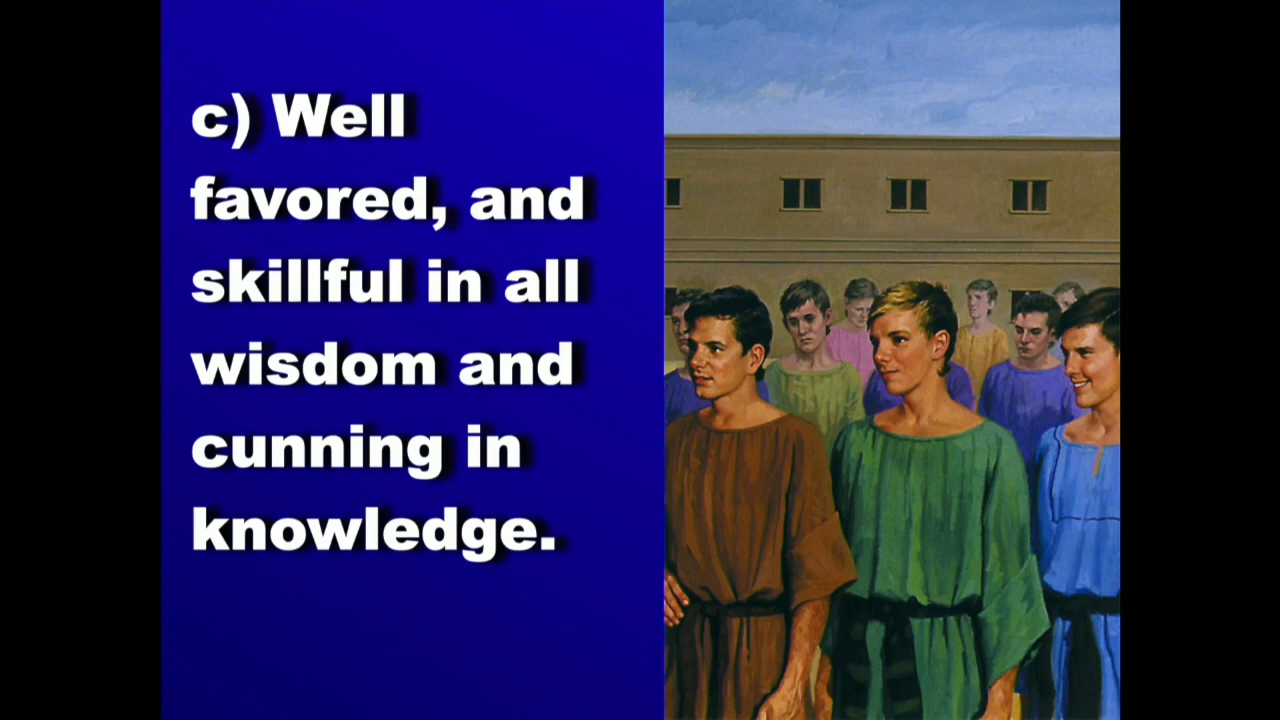 c) Well
favored, and
skillful in all
wisdom and
cunning in
knowledge.